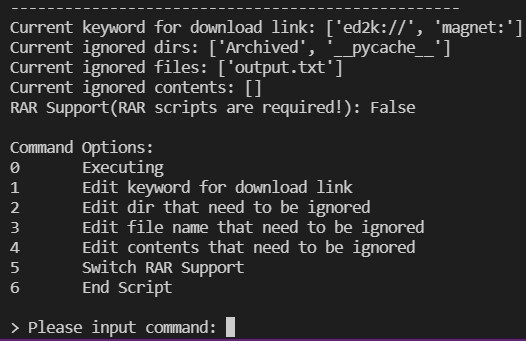 --------------------------------------------------
Current keyword for download link: ['ed2k://', 'magnet:']
Current ignored dirs: ['Archived', '__pycache__']
Current ignored files: ['output.txt']
Current ignored contents: []
RAR Support(RAR scripts are required!): False
Command Options:
0 Executing
1 Edit keyword for download link
2 Edit dir that need to be ignored
3 Edit file name that need to be ignored
4 Edit contents that need to be ignored
5 Switch RAR Support
6 End Script
> Please input command: